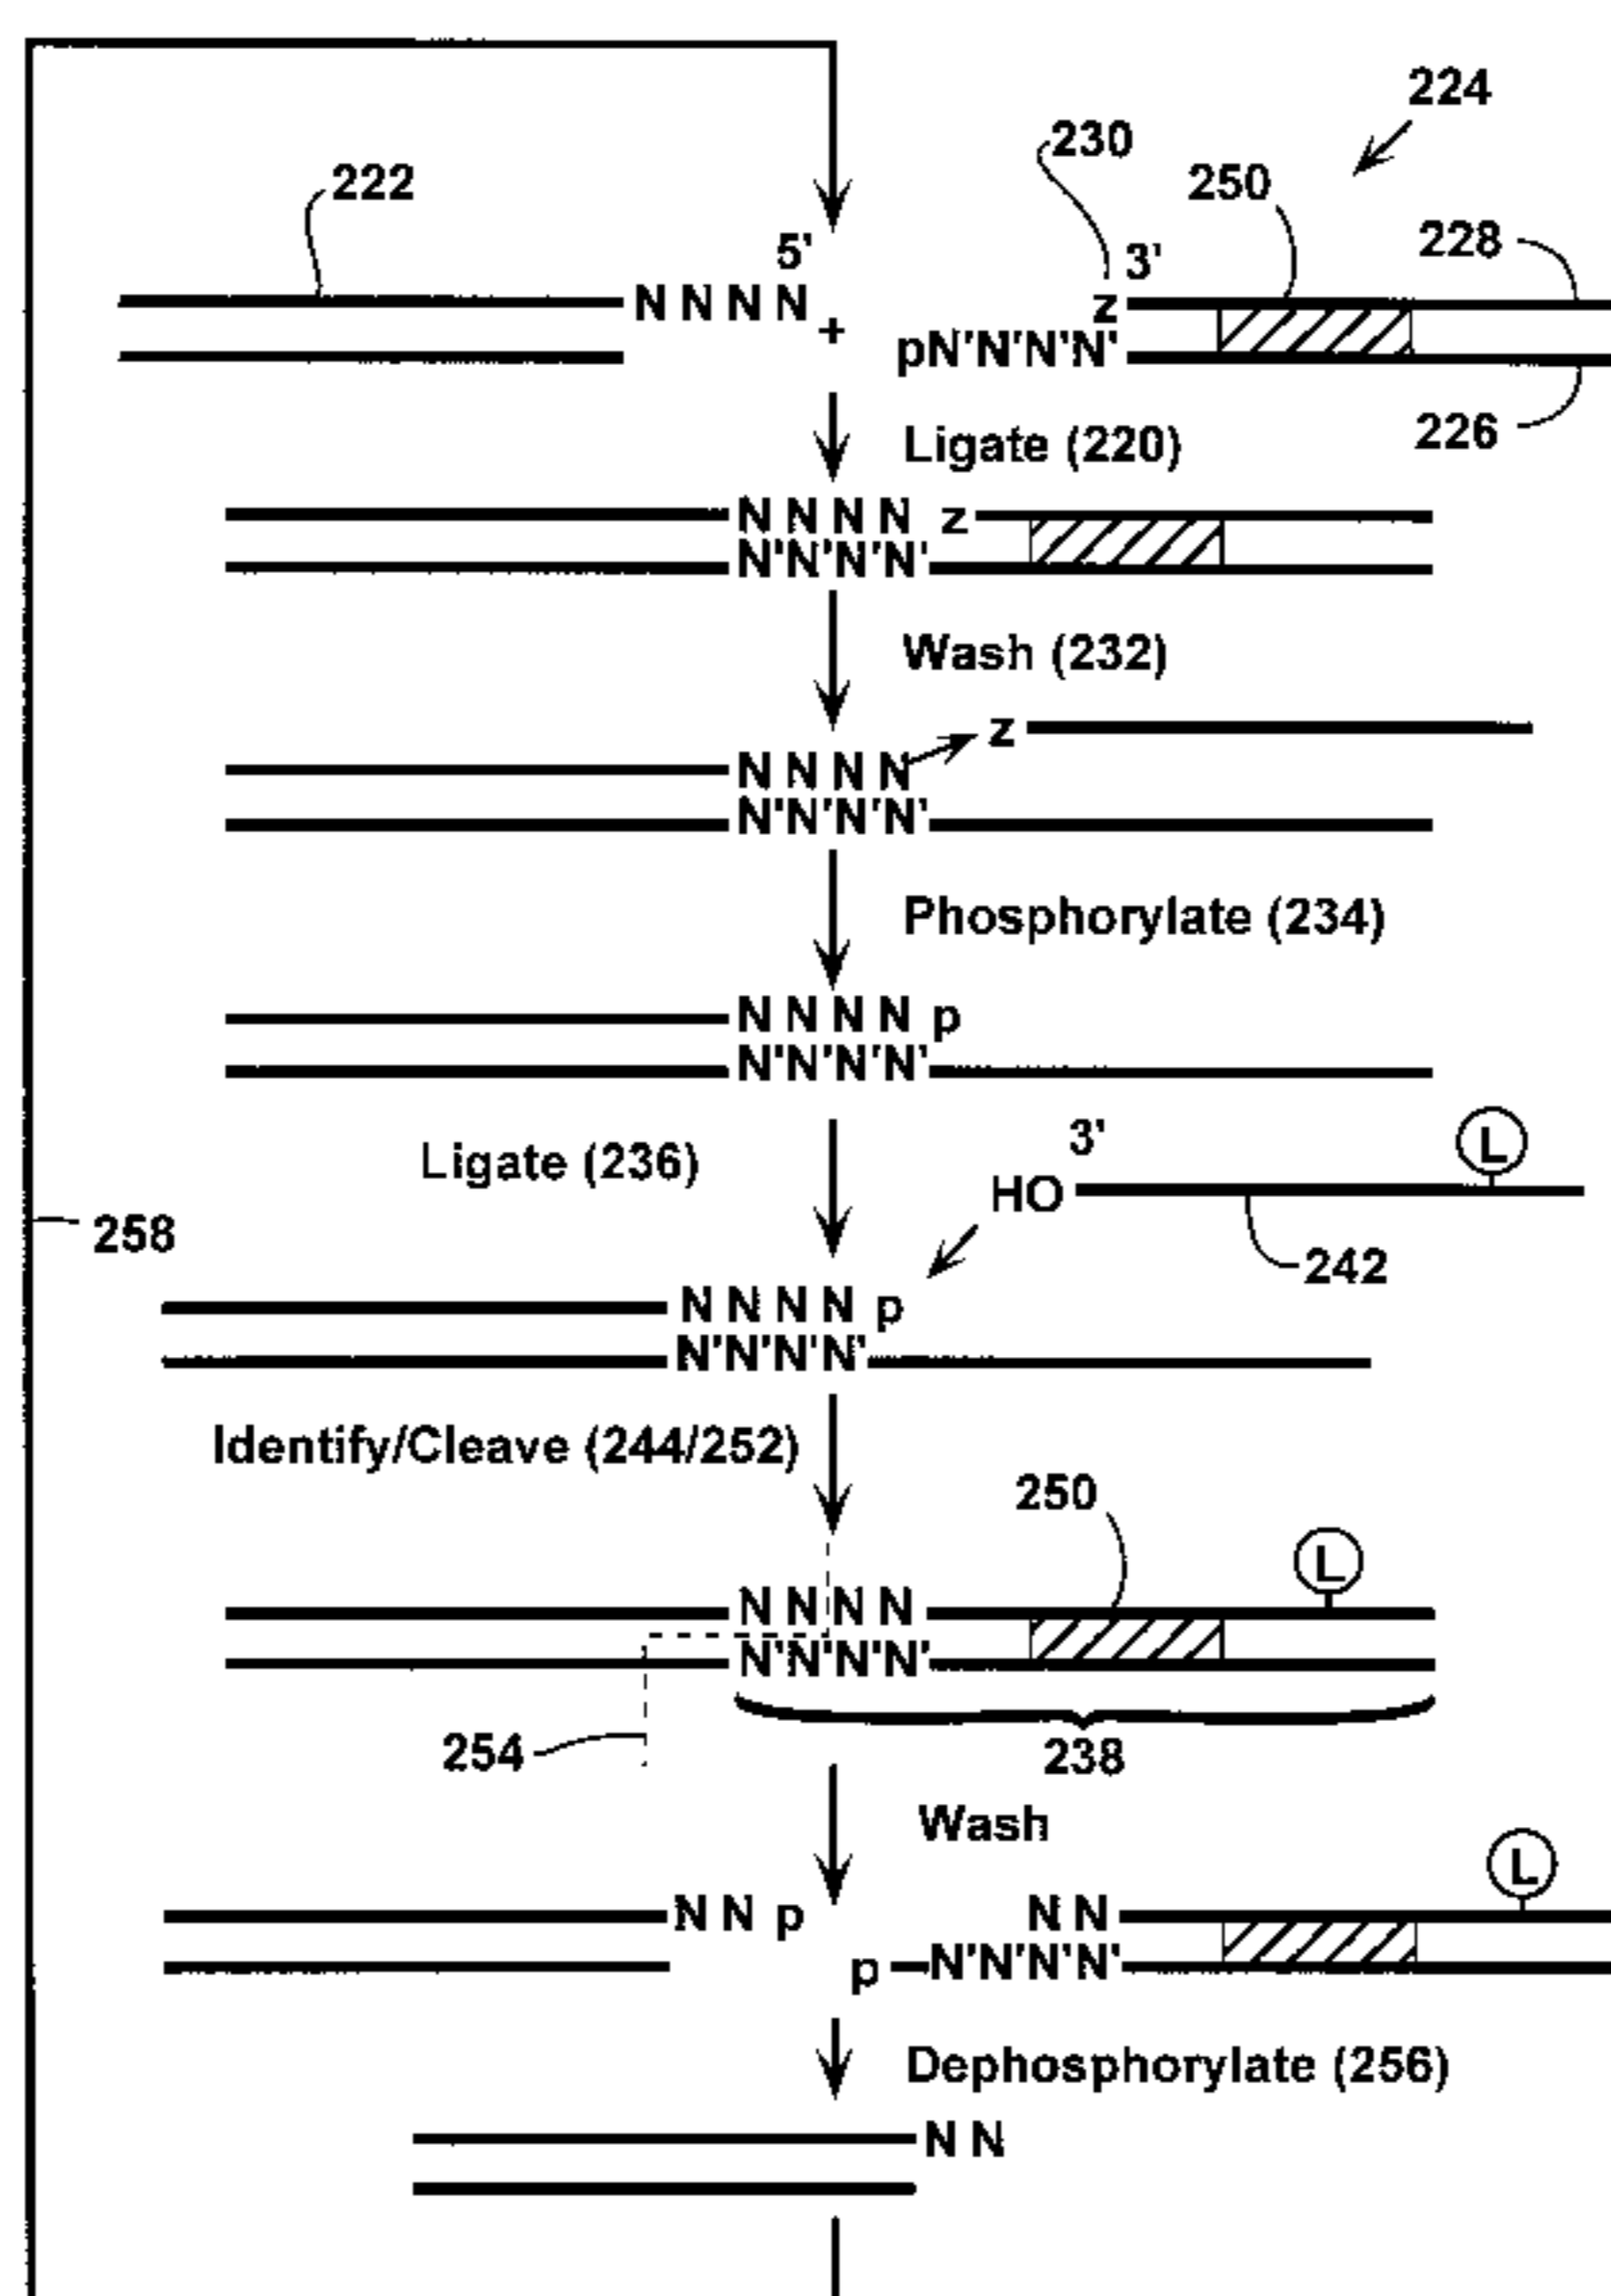 224
230
250
222
228
5'
3'
N N N N
+
z
pN'N'N'N'
226
Ligate (220)
N N N N z
N'N'N'N'
Wash (232)
z
N N N N
N'N'N'N'
Phosphorylate (234)
N N N N p
N'N'N'N'
3'
L
Ligate (236)
HO
258
242
N N N N p
N'N'N'N'
Identify/Cleave (244/252)
250
L
N N N N
N'N'N'N'
254
238
Wash
L
N N p
N N
p N'N'N'N'
Dephosphorylate (256)
N N